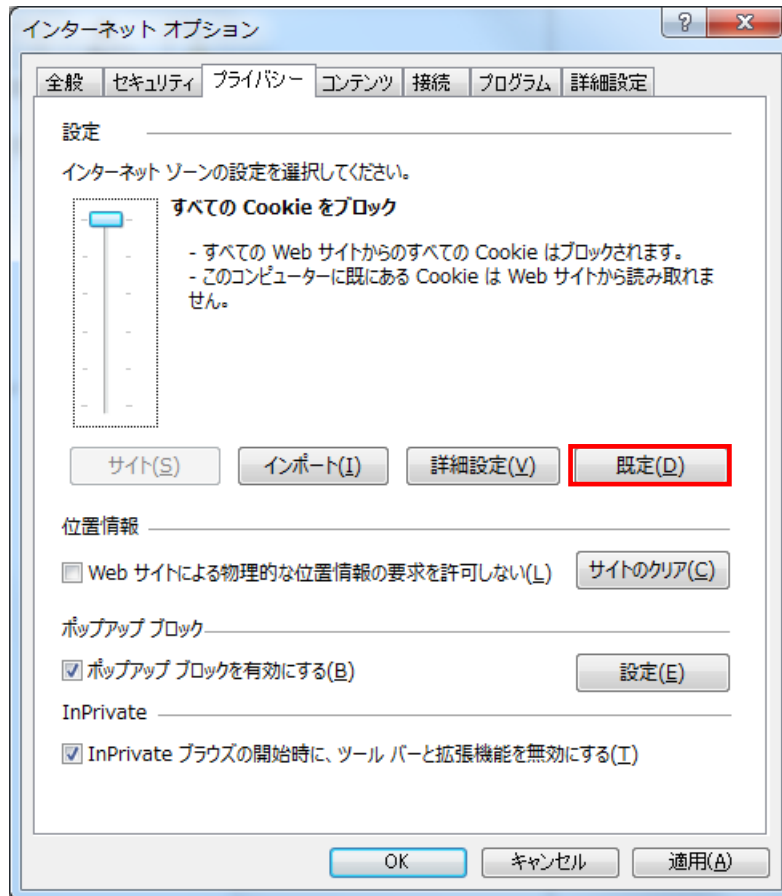 インターネット オプション
全般 セキュリティ プライバシー コンテンツ 接続 プログラム 詳細設定
設定
インターネット ゾーンの設定を選択してください。
すべての Cookie をブロック
- すべての Web サイトからのすべての Cookie はブロックされます。
- このコンピューターに既にある Cookie は Web サイトから読み取れま
せん。
サイト(S) インポート(I) 詳細設定(V) 既定(D)
位置情報
Web サイトによる物理的な位置情報の要求を許可しない(L) サイトのクリア(C)
ポップアップ ブロック
ポップアップ ブロックを有効にする(B) 設定(E)
InPrivate
InPrivate ブラウズの開始時に、ツール バーと拡張機能を無効にする(T)
OK キャンセル 適用(A)